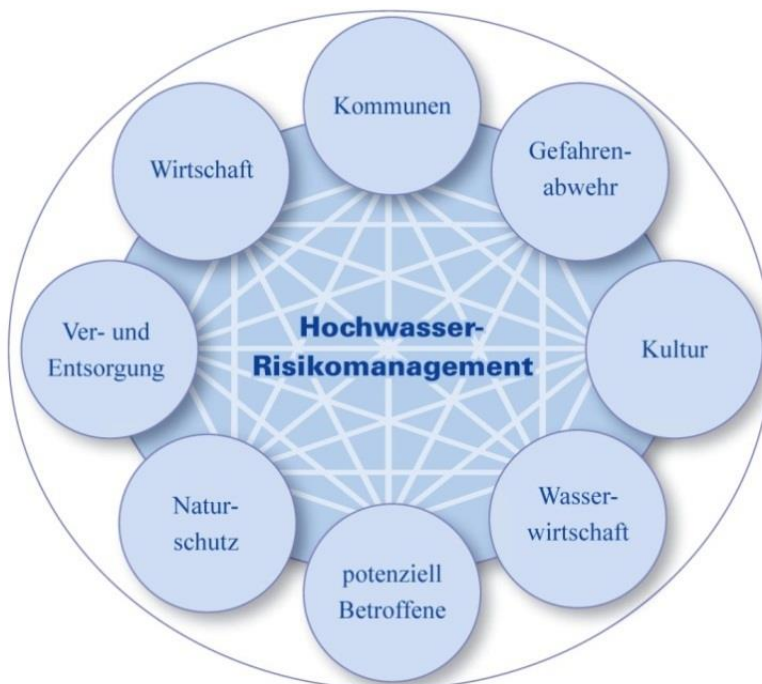 Kommunen
Gefahren-
abwehr
Kultur
Wasser-
wirtschaft
potenziell
Betroffene
Natur-
schutz
Ver- und
Entsorgung
Wirtschaft
Hochwasser-
Risikomanagement